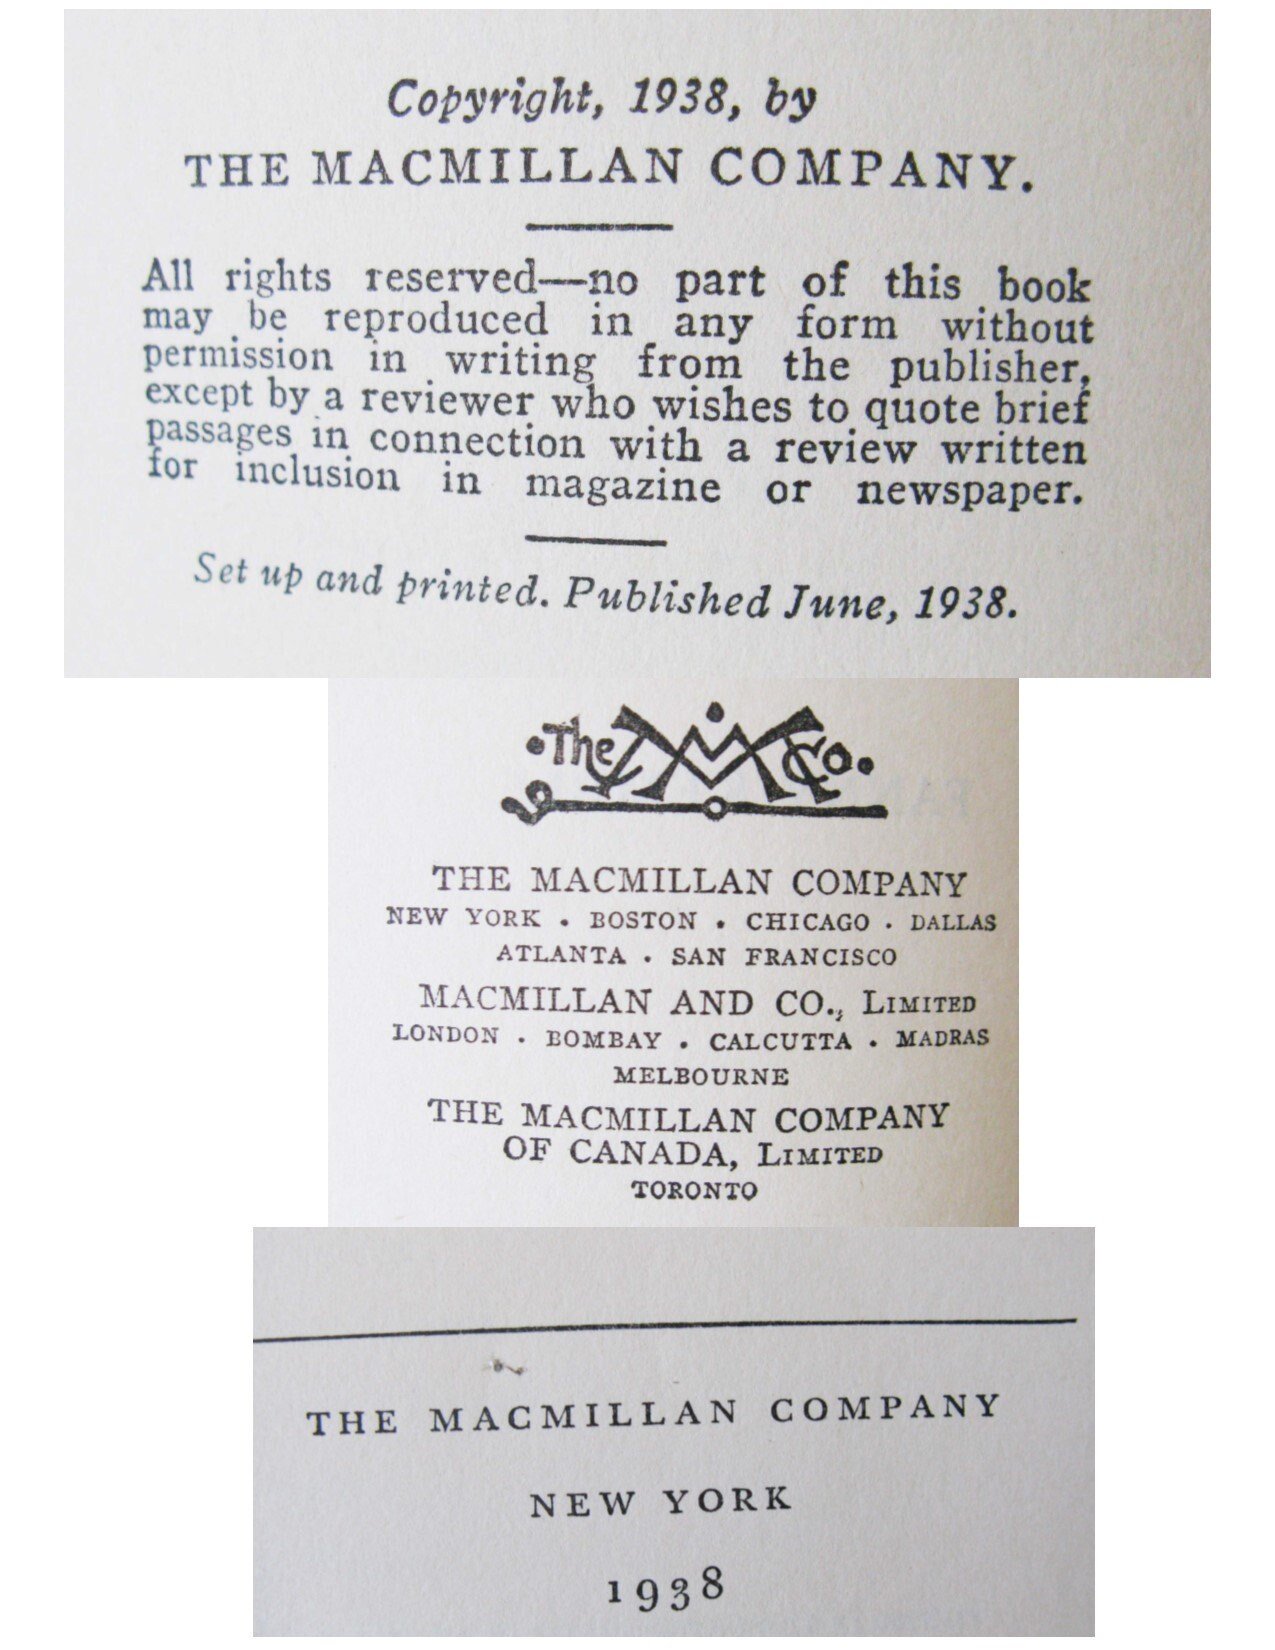 Copyright, 1938, by
THE MACMILLAN COMPANY.
All rights reserved—no part of this book
may be reproduced in any form without
permission in writing from the publisher,
except by a reviewer who wishes to quote brief
passages in connection with a review written
for inclusion in magazine or newspaper.
Set up and printed. Published June, 1938.
•The M Co.•
THE MACMILLAN COMPANY
NEW YORK • BOSTON • CHICAGO • DALLAS
ATLANTA • SAN FRANCISCO
MACMILLAN AND CO., LIMITED
LONDON • BOMBAY • CALCUTTA • MADRAS
MELBOURNE
THE MACMILLAN COMPANY
OF CANADA, LIMITED
TORONTO
THE MACMILLAN COMPANY
NEW YORK
1938